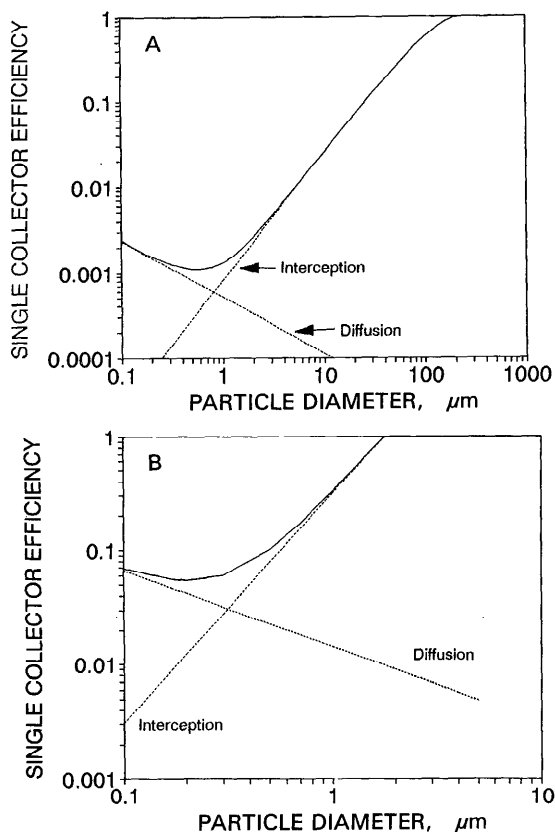 A
SINGLE COLLECTOR EFFICIENCY
1
0.1
0.01
0.001
0.0001
Interception
Diffusion
0.1 1 10 100 1000
PARTICLE DIAMETER, μm
B
SINGLE COLLECTOR EFFICIENCY
1
0.1
0.01
0.001
Diffusion
Interception
0.1 1 10
PARTICLE DIAMETER, μm